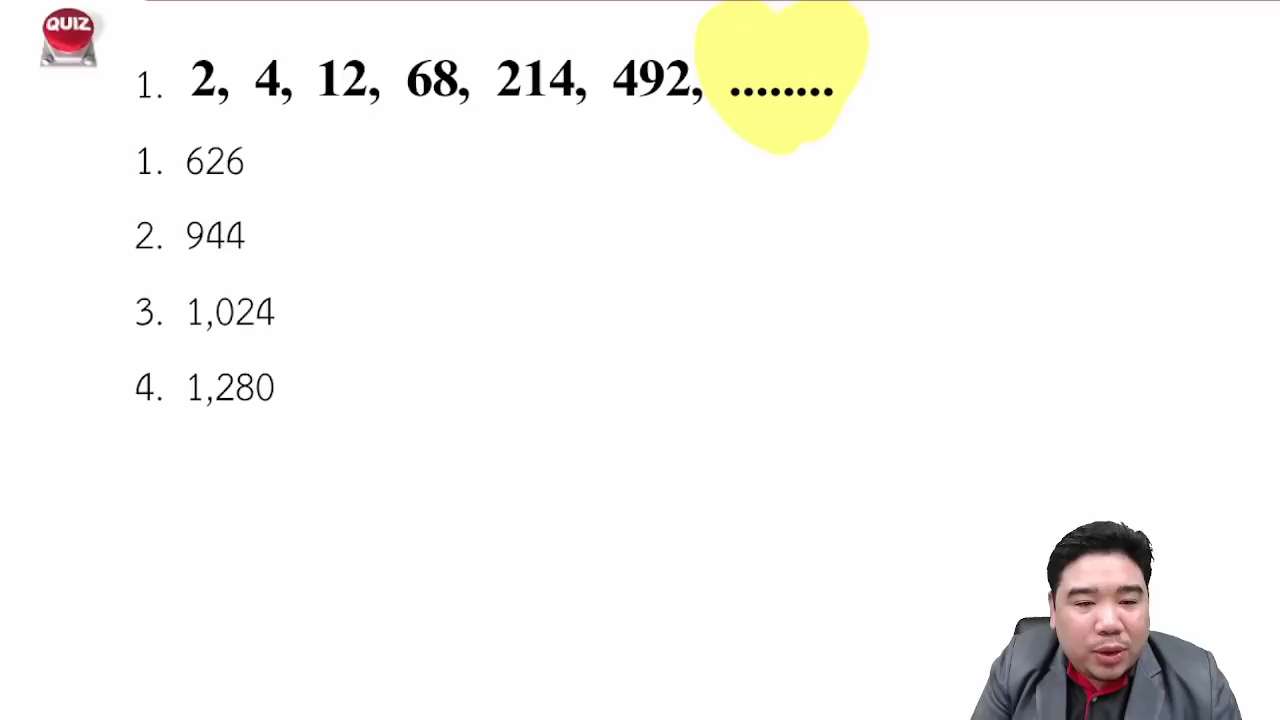 QUIZ
1. 2, 4, 12, 68, 214, 492, ........
1. 626
2. 944
3. 1,024
4. 1,280